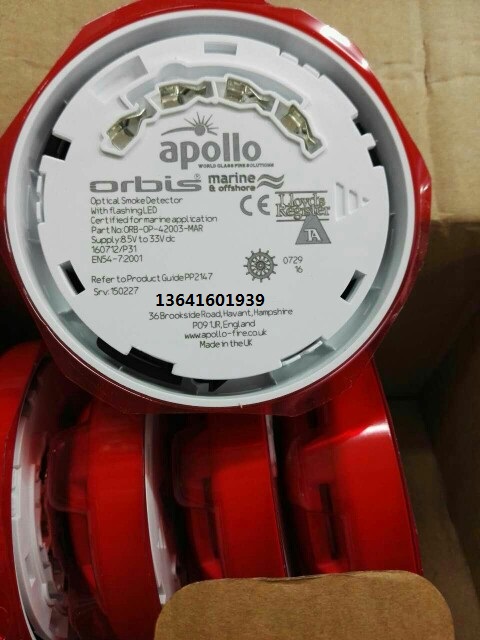 apollo
WORLD CLASS FIRE SOLUTIONS
orbis marine & offshore
Optical Smoke Detector
With flashing LED
Certified for marine application
Part No: ORB-OP-42003-MAR
Supply: 8.5V to 33V dc
160712/P31
EN54-7:2001
CE
Lloyd's
Register
TA
0729
16
Refer to Product Guide PP2147
Srv: 150227
13641601939
36 Brookside Road, Havant, Hampshire
PO9 1JR, England
www.apollo-fire.co.uk
Made in the UK